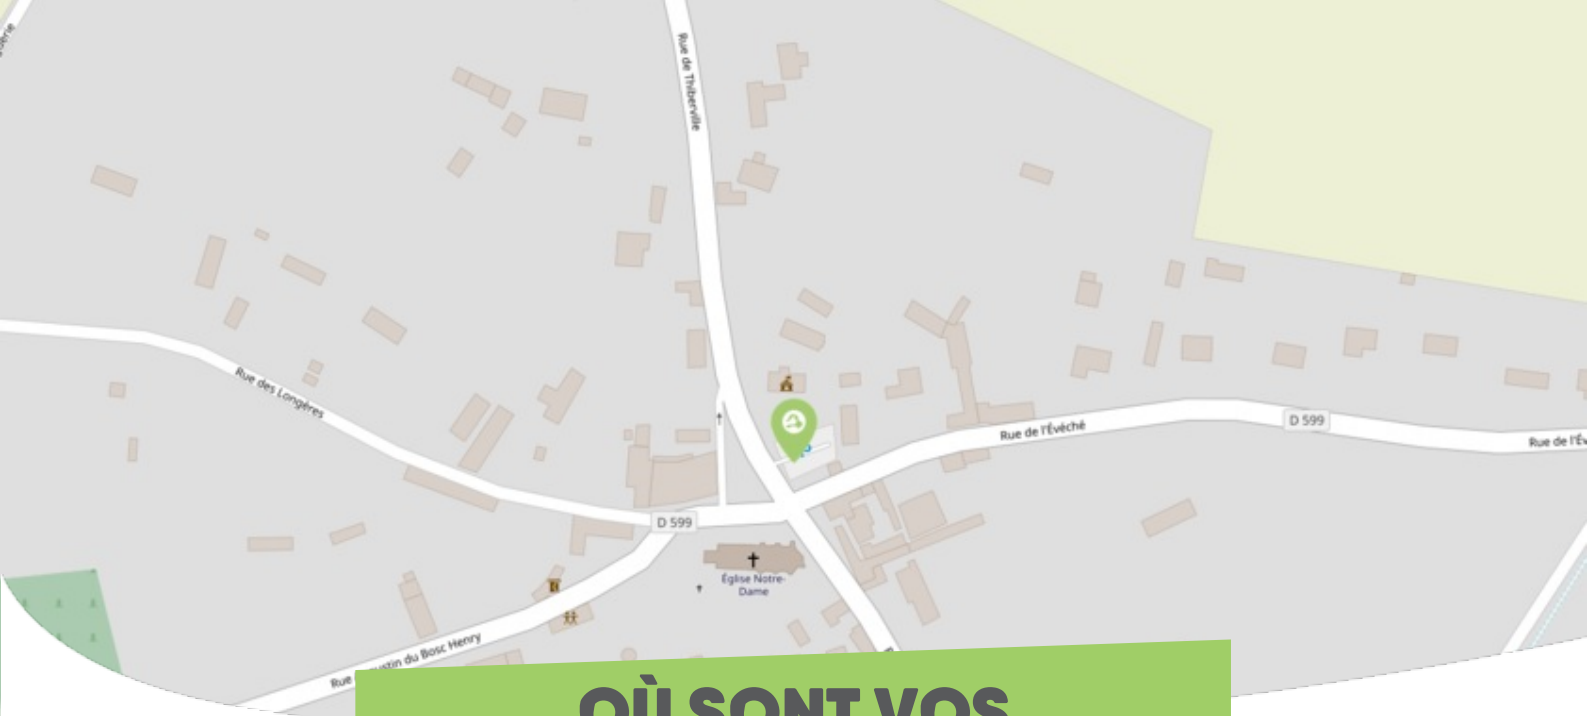 Rue de Thiberville
Rue des Longères
Rue de l'Évêché
D 599
Rue de l'Év
D 599
Église Notre-
Dame
Rue
ustin du Bosc Henry
OÙ SONT VOS